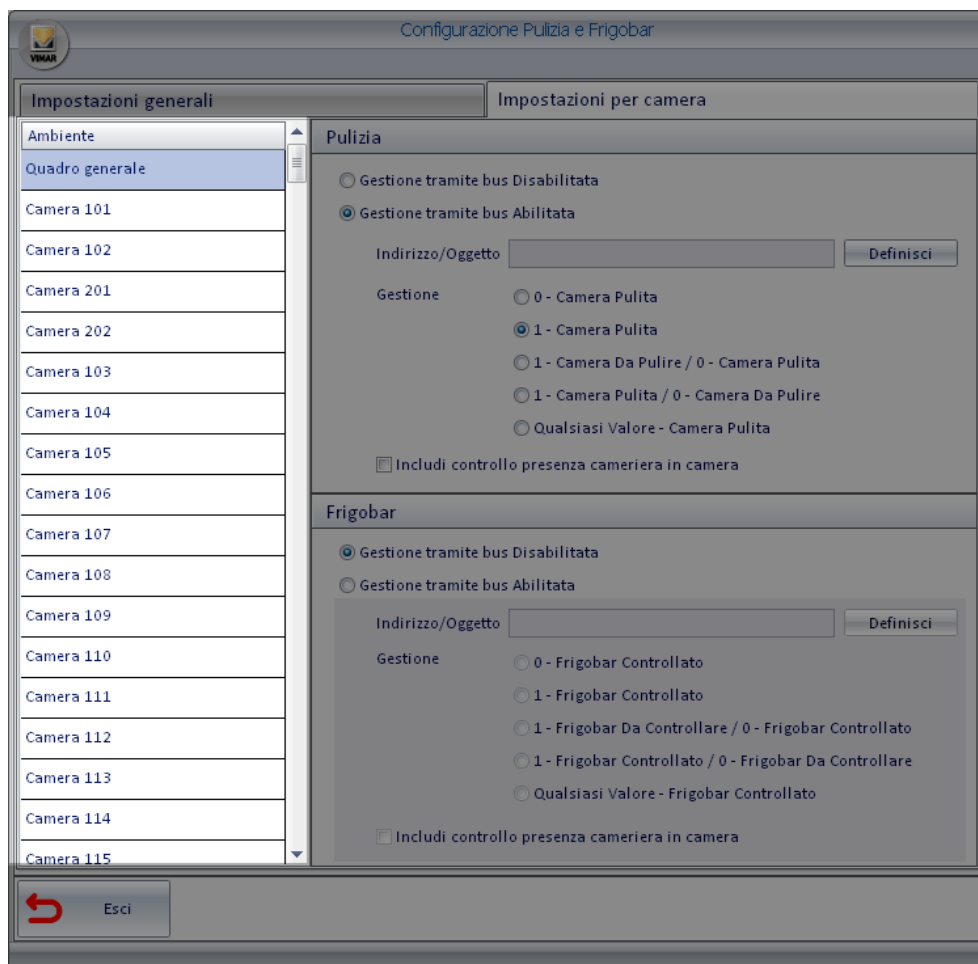 Configurazione Pulizia e Frigobar
VIMAR
Impostazioni generali
Impostazioni per camera
Ambiente
Quadro generale
Camera 101
Camera 102
Camera 201
Camera 202
Camera 103
Camera 104
Camera 105
Camera 106
Camera 107
Camera 108
Camera 109
Camera 110
Camera 111
Camera 112
Camera 113
Camera 114
Camera 115
Pulizia
Gestione tramite bus Disabilitata
Gestione tramite bus Abilitata
Indirizzo/Oggetto
Definisci
Gestione
0 - Camera Pulita
1 - Camera Pulita
1 - Camera Da Pulire / 0 - Camera Pulita
1 - Camera Pulita / 0 - Camera Da Pulire
Qualsiasi Valore - Camera Pulita
Includi controllo presenza cameriera in camera
Frigobar
Gestione tramite bus Disabilitata
Gestione tramite bus Abilitata
Indirizzo/Oggetto
Definisci
Gestione
0 - Frigobar Controllato
1 - Frigobar Controllato
1 - Frigobar Da Controllare / 0 - Frigobar Controllato
1 - Frigobar Controllato / 0 - Frigobar Da Controllare
Qualsiasi Valore - Frigobar Controllato
Includi controllo presenza cameriera in camera
Esci